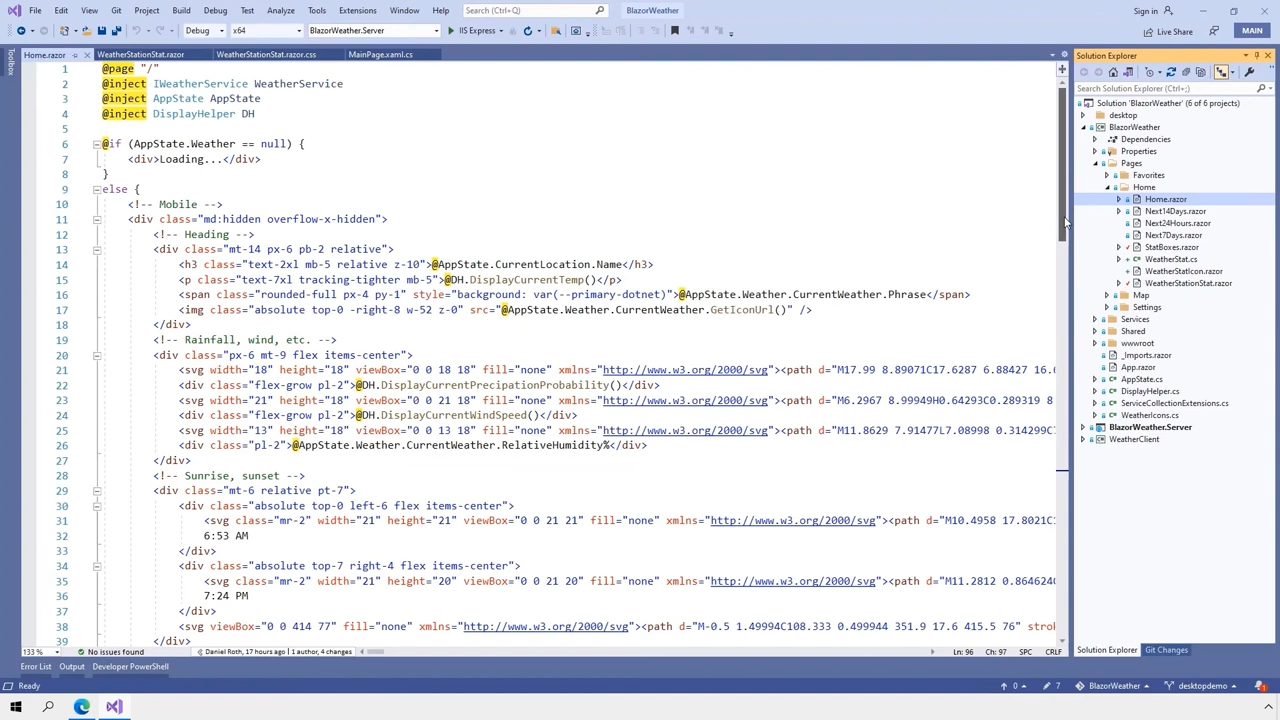 File Edit View Git Project Build Debug Test Analyze Tools Extensions Window Help Search (Ctrl+Q) BlazorWeather Sign in
Debug x64 BlazorWeather.Server IIS Express Live Share MAIN
Toolbox
Home.razor WeatherStationStat.razor WeatherStationStat.razor.css MainPage.xaml.cs
1 @page "/"
2 @inject IWeatherService WeatherService
3 @inject AppState AppState
4 @inject DisplayHelper DH
5
6 @if (AppState.Weather == null) {
7 <div>Loading...</div>
8 }
9 else {
10 <!-- Mobile -->
11 <div class="md:hidden overflow-x-hidden">
12 <!-- Heading -->
13 <div class="mt-14 px-6 pb-2 relative">
14 <h3 class="text-2xl mb-5 relative z-10">@AppState.CurrentLocation.Name</h3>
15 <p class="text-7xl tracking-tighter mb-5">@DH.DisplayCurrentTemp()</p>
16 <span class="rounded-full px-4 py-1" style="background: var(--primary-dotnet)">@AppState.Weather.CurrentWeather.Phrase</span>
17 <img class="absolute top-0 -right-8 w-52 z-0" src="@AppState.Weather.CurrentWeather.GetIconUrl()" />
18 </div>
19 <!-- Rainfall, wind, etc. -->
20 <div class="px-6 mt-9 flex items-center">
21 <svg width="18" height="18" viewBox="0 0 18 18" fill="none" xmlns="http://www.w3.org/2000/svg"><path d="M17.99 8.89071C17.6287 6.88427 16.0
22 <div class="flex-grow pl-2">@DH.DisplayCurrentPrecipationProbability()</div>
23 <svg width="21" height="18" viewBox="0 0 21 18" fill="none" xmlns="http://www.w3.org/2000/svg"><path d="M6.2967 8.99949H0.64293C0.289319 8
24 <div class="flex-grow pl-2">@DH.DisplayCurrentWindSpeed()</div>
25 <svg width="13" height="18" viewBox="0 0 13 18" fill="none" xmlns="http://www.w3.org/2000/svg"><path d="M11.8629 7.91477L7.08998 0.314299C
26 <div class="pl-2">@AppState.Weather.CurrentWeather.RelativeHumidity%</div>
27 </div>
28 <!-- Sunrise, sunset -->
29 <div class="mt-6 relative pt-7">
30 <div class="absolute top-0 left-6 flex items-center">
31 <svg class="mr-2" width="21" height="21" viewBox="0 0 21 21" fill="none" xmlns="http://www.w3.org/2000/svg"><path d="M10.4958 17.8021C1
32 6:53 AM
33 </div>
34 <div class="absolute top-7 right-4 flex items-center">
35 <svg class="mr-2" width="21" height="20" viewBox="0 0 21 20" fill="none" xmlns="http://www.w3.org/2000/svg"><path d="M11.2812 0.864624C
36 7:24 PM
37 </div>
38 <svg viewBox="0 0 414 77" fill="none" xmlns="http://www.w3.org/2000/svg"><path d="M-0.5 1.49994C108.333 0.499944 351.9 17.6 415.5 76" strok
39 </div>
133 % No issues found Daniel Roth, 17 hours ago | 1 author, 4 changes Ln: 96 Ch: 97 SPC CRLF
Solution Explorer
Search Solution Explorer (Ctrl+;)
Solution 'BlazorWeather' (6 of 6 projects)
desktop
BlazorWeather
Dependencies
Properties
Pages
Favorites
Home
Home.razor
Next14Days.razor
Next24Hours.razor
Next7Days.razor
StatBoxes.razor
WeatherStat.cs
WeatherStatIcon.razor
WeatherStationStat.razor
Map
Settings
Services
Shared
wwwroot
_Imports.razor
App.razor
AppState.cs
DisplayHelper.cs
ServiceCollectionExtensions.cs
WeatherIcons.cs
BlazorWeather.Server
WeatherClient
Solution Explorer Git Changes
Error List Output Developer PowerShell
Ready 0 7 BlazorWeather desktopdemo 1